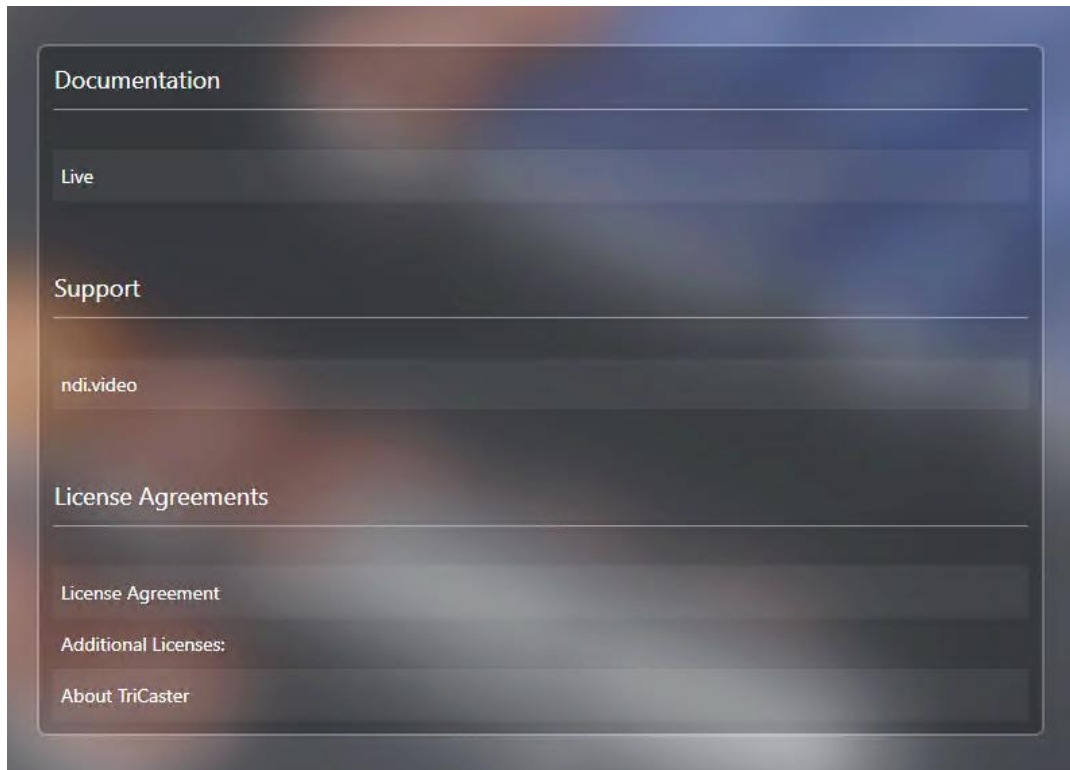 Documentation
Live
Support
ndi.video
License Agreements
License Agreement
Additional Licenses:
About TriCaster